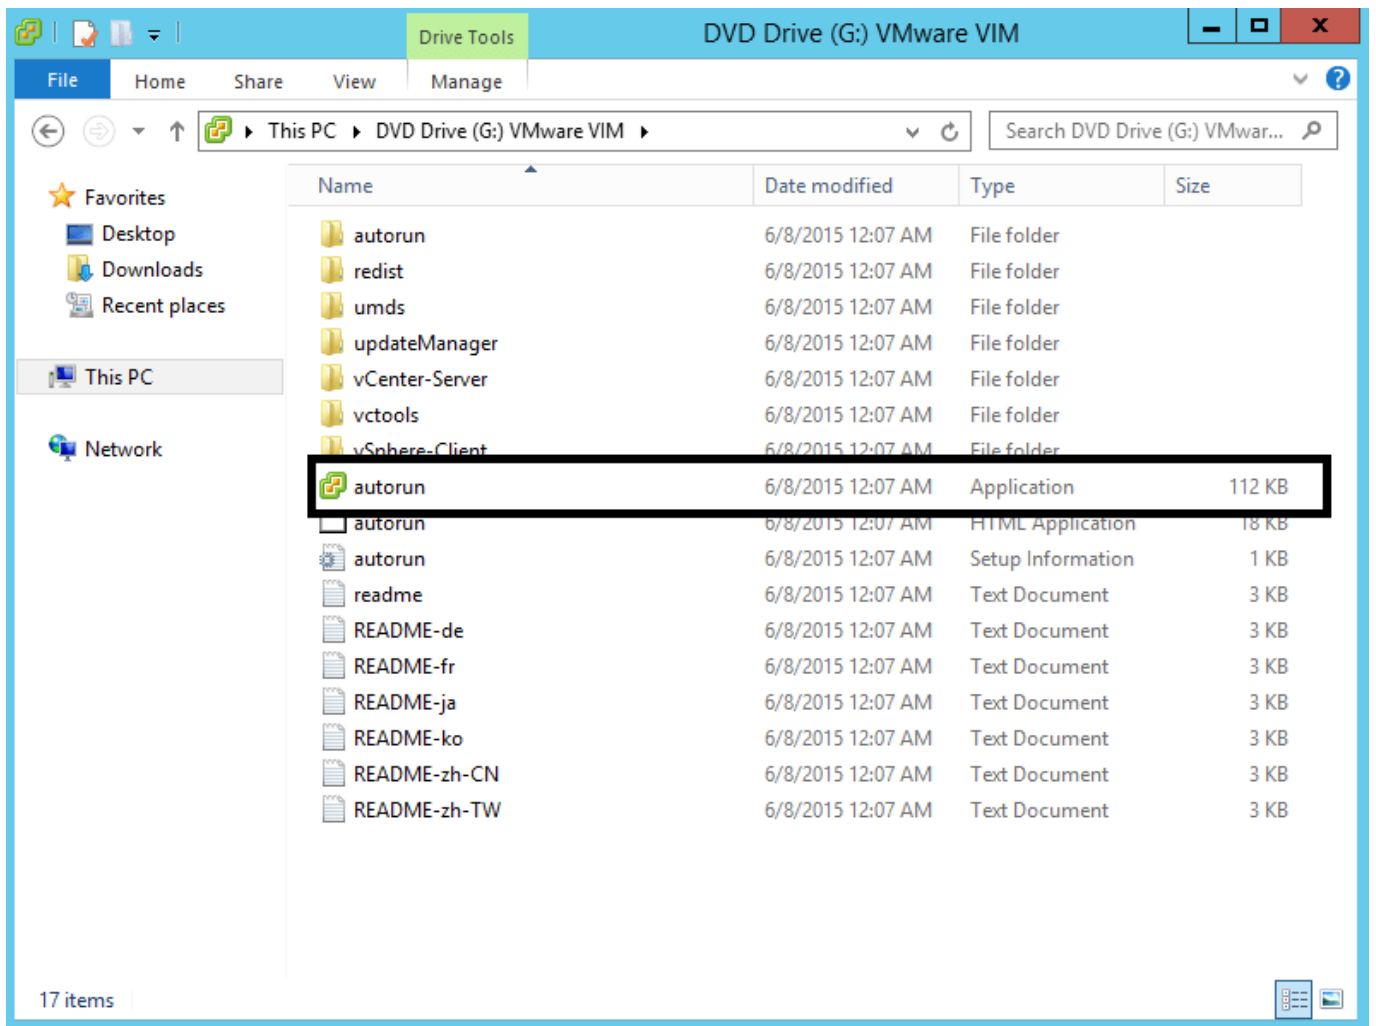 Drive Tools
DVD Drive (G:) VMware VIM
File Home Share View Manage
This PC DVD Drive (G:) VMware VIM
Search DVD Drive (G:) VMwar...
Name Date modified Type Size
Favorites
Desktop
Downloads
Recent places
This PC
Network
autorun 6/8/2015 12:07 AM File folder
redist 6/8/2015 12:07 AM File folder
umds 6/8/2015 12:07 AM File folder
updateManager 6/8/2015 12:07 AM File folder
vCenter-Server 6/8/2015 12:07 AM File folder
vctools 6/8/2015 12:07 AM File folder
vSphere-Client 6/8/2015 12:07 AM File folder
autorun 6/8/2015 12:07 AM Application 112 KB
autorun 6/8/2015 12:07 AM HTML Application 18 KB
autorun 6/8/2015 12:07 AM Setup Information 1 KB
readme 6/8/2015 12:07 AM Text Document 3 KB
README-de 6/8/2015 12:07 AM Text Document 3 KB
README-fr 6/8/2015 12:07 AM Text Document 3 KB
README-ja 6/8/2015 12:07 AM Text Document 3 KB
README-ko 6/8/2015 12:07 AM Text Document 3 KB
README-zh-CN 6/8/2015 12:07 AM Text Document 3 KB
README-zh-TW 6/8/2015 12:07 AM Text Document 3 KB
17 items